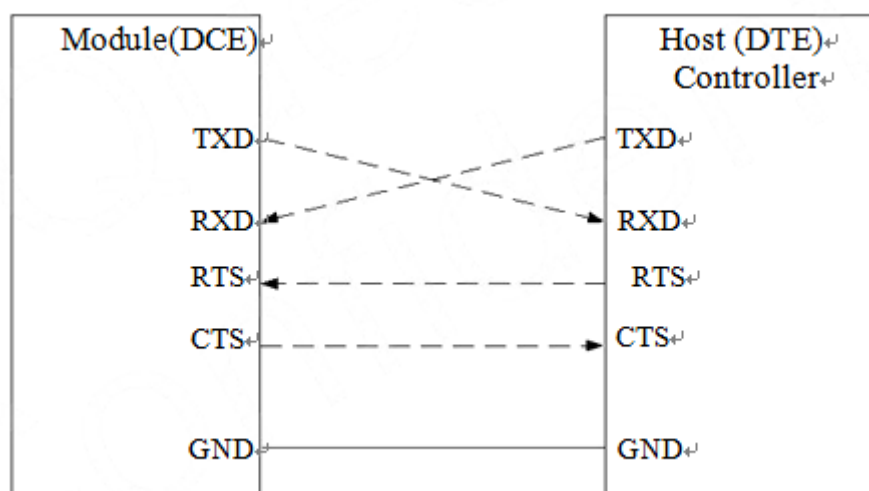 Module(DCE)↵
Host (DTE)↵
Controller↵
TXD↵
TXD↵
RXD↵
RXD↵
RTS↵
RTS↵
CTS↵
CTS↵
GND↵
GND↵